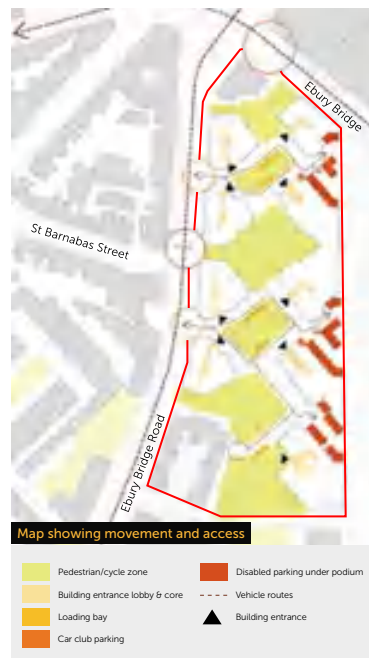 Ebury Bridge
St Barnabas Street
Ebury Bridge Road
Map showing movement and access
Pedestrian/cycle zone
Building entrance lobby & core
Loading bay
Car club parking
Disabled parking under podium
Vehicle routes
Building entrance